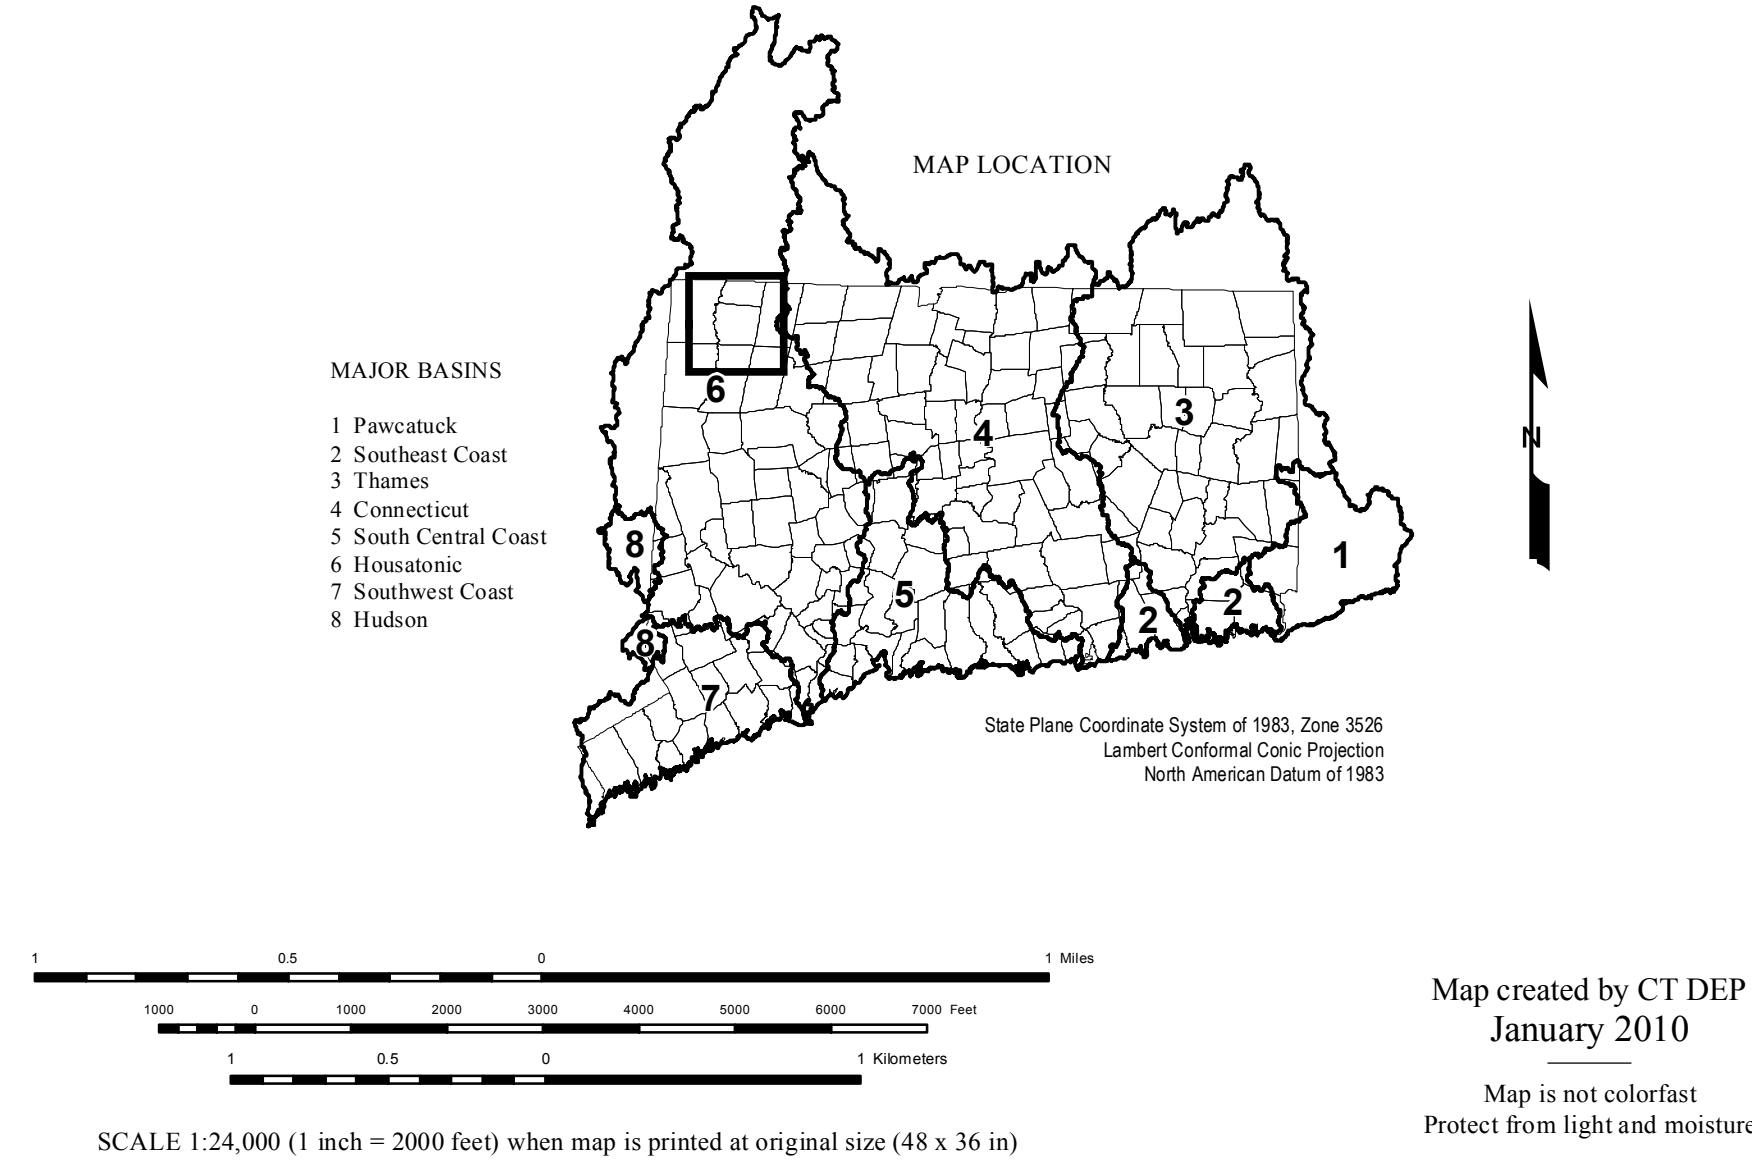 MAP LOCATION
MAJOR BASINS
1 Pawcatuck
2 Southeast Coast
3 Thames
4 Connecticut
5 South Central Coast
6 Housatonic
7 Southwest Coast
8 Hudson
6
3
4
8
1
5
2
2
8
7
N
State Plane Coordinate System of 1983, Zone 3526
Lambert Conformal Conic Projection
North American Datum of 1983
1 0.5 0 1 Miles
1000 0 1000 2000 3000 4000 5000 6000 7000 Feet
1 0.5 0 1 Kilometers
SCALE 1:24,000 (1 inch = 2000 feet) when map is printed at original size (48 x 36 in)
Map created by CT DEP
January 2010
Map is not colorfast
Protect from light and moisture